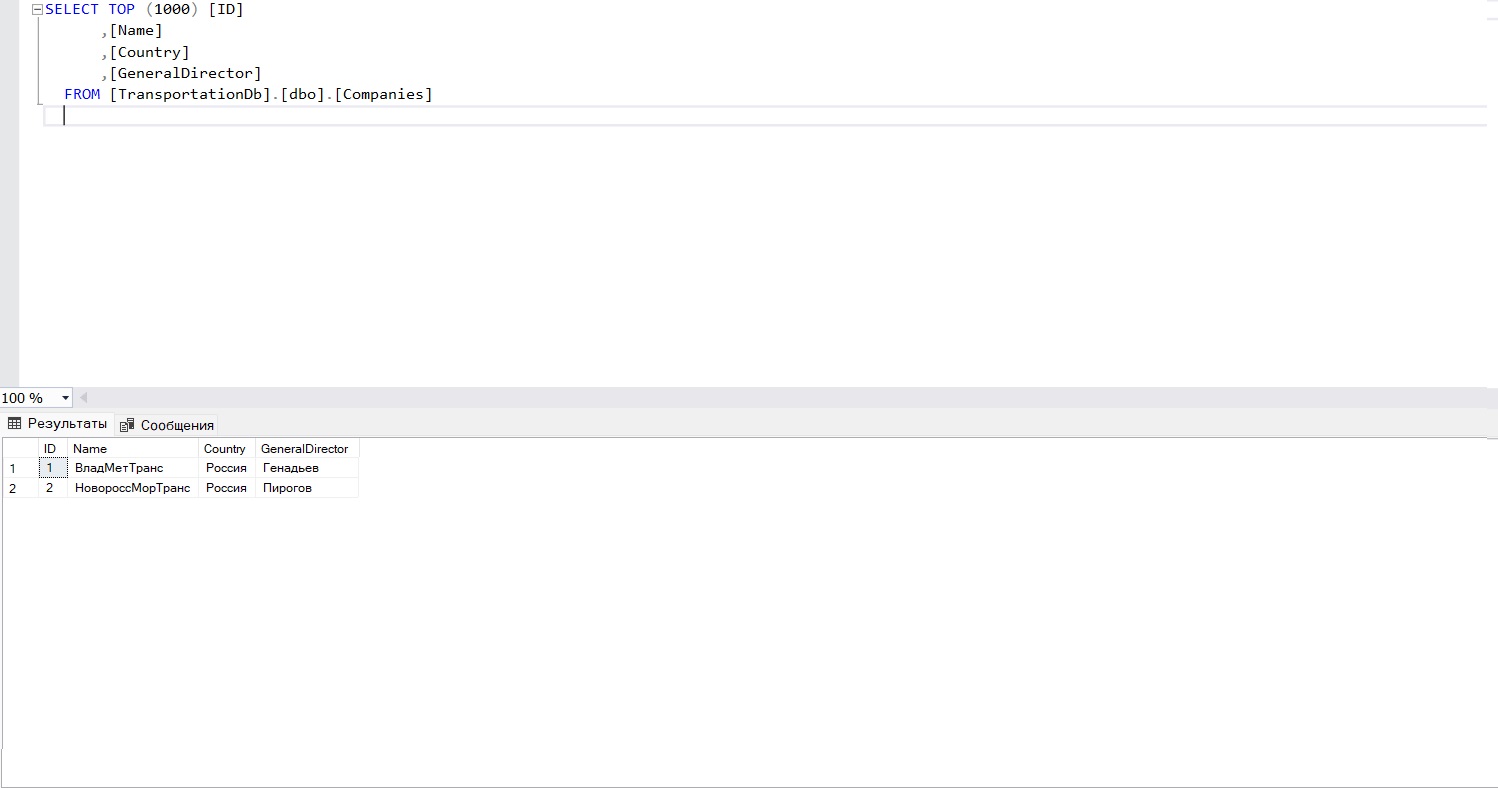 SELECT TOP (1000) [ID]
,[Name]
,[Country]
,[GeneralDirector]
FROM [TransportationDb].[dbo].[Companies]
100 %
Результаты Сообщения
ID Name Country GeneralDirector
1 1 ВладМетТранс Россия Генадьев
2 2 НовороссМорТранс Россия Пирогов